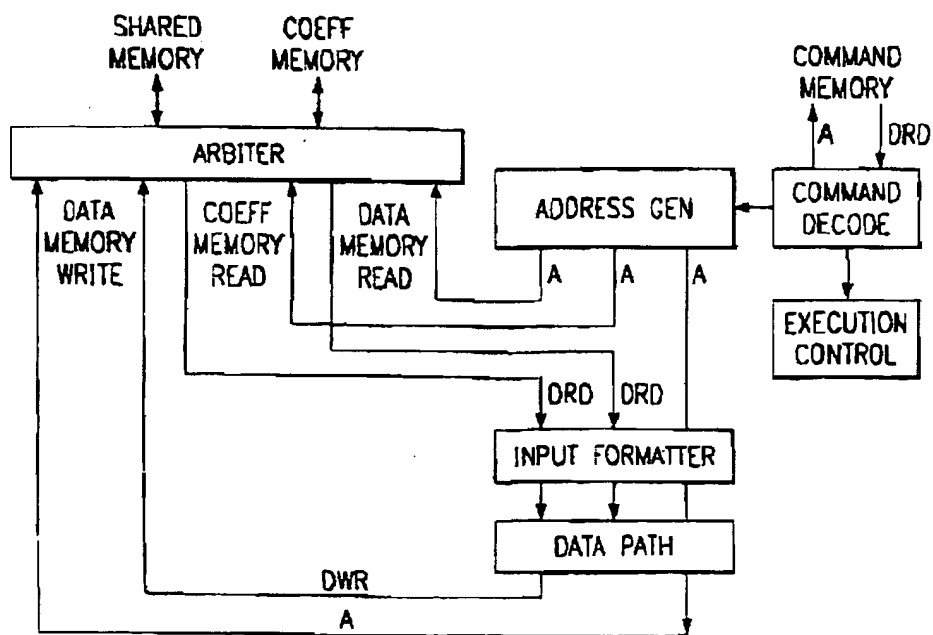 SHARED
MEMORY
COEFF
MEMORY
COMMAND
MEMORY
A
DRD
ARBITER
ADDRESS GEN
COMMAND
DECODE
DATA
MEMORY
WRITE
COEFF
MEMORY
READ
DATA
MEMORY
READ
A
A
A
EXECUTION
CONTROL
DRD
DRD
INPUT FORMATTER
DATA PATH
DWR
A